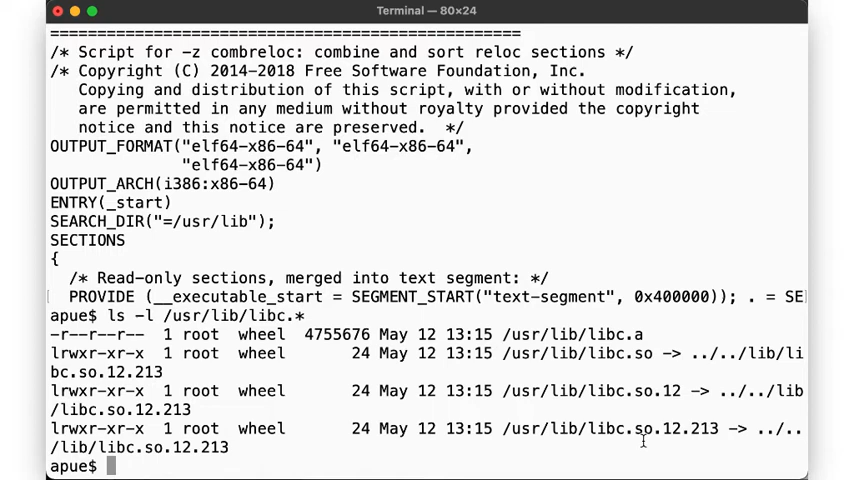 Terminal — 80×24
==================================================
/* Script for -z combreloc: combine and sort reloc sections */
/* Copyright (C) 2014-2018 Free Software Foundation, Inc.
   Copying and distribution of this script, with or without modification,
   are permitted in any medium without royalty provided the copyright
   notice and this notice are preserved.  */
OUTPUT_FORMAT("elf64-x86-64", "elf64-x86-64",
              "elf64-x86-64")
OUTPUT_ARCH(i386:x86-64)
ENTRY(_start)
SEARCH_DIR("=/usr/lib");
SECTIONS
{
  /* Read-only sections, merged into text segment: */
  PROVIDE (__executable_start = SEGMENT_START("text-segment", 0x400000)); . = SE
apue$ ls -l /usr/lib/libc.*
-r--r--r--  1 root  wheel  4755676 May 12 13:15 /usr/lib/libc.a
lrwxr-xr-x  1 root  wheel       24 May 12 13:15 /usr/lib/libc.so -> ../../lib/li
bc.so.12.213
lrwxr-xr-x  1 root  wheel       24 May 12 13:15 /usr/lib/libc.so.12 -> ../../lib
/libc.so.12.213
lrwxr-xr-x  1 root  wheel       24 May 12 13:15 /usr/lib/libc.so.12.213 -> ../..
/lib/libc.so.12.213
apue$